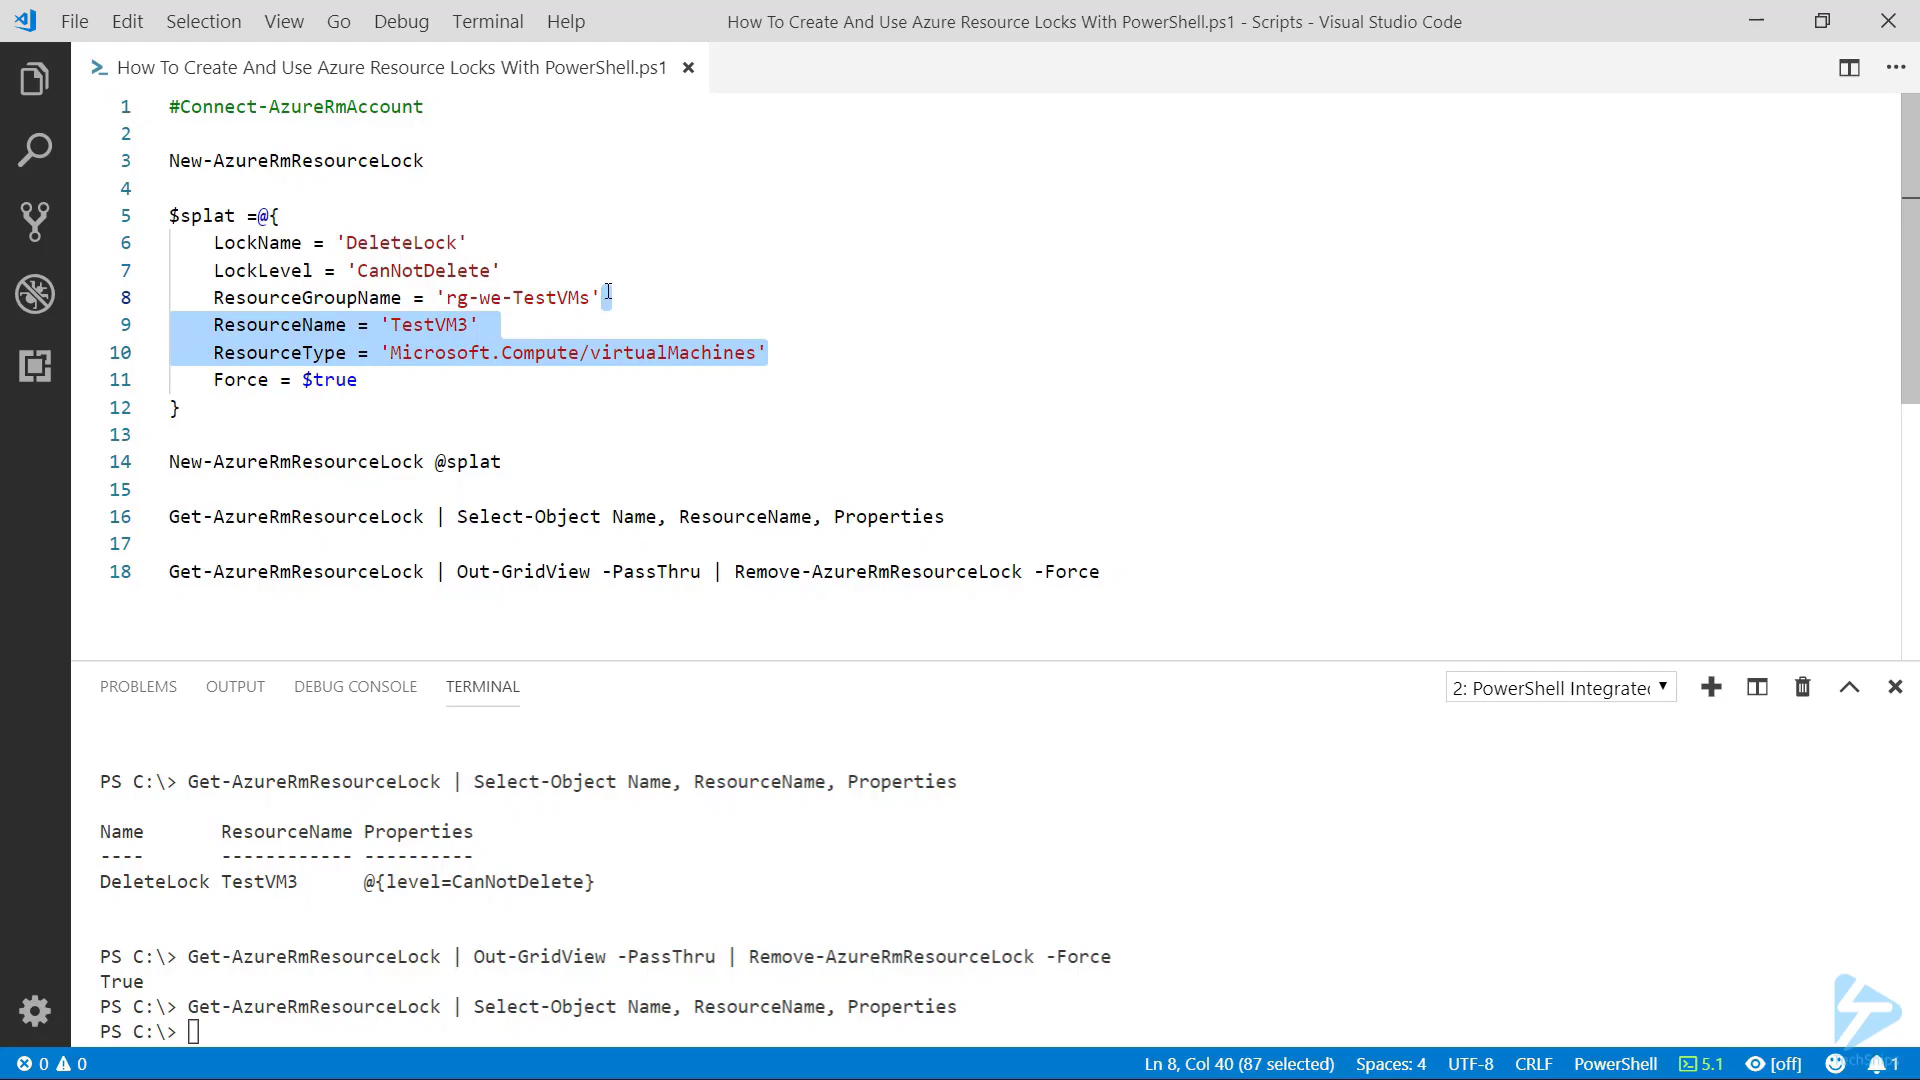 File Edit Selection View Go Debug Terminal Help How To Create And Use Azure Resource Locks With PowerShell.ps1 - Scripts - Visual Studio Code
How To Create And Use Azure Resource Locks With PowerShell.ps1
1 #Connect-AzureRmAccount
2
3 New-AzureRmResourceLock
4
5 $splat =@{
6 LockName = 'DeleteLock'
7 LockLevel = 'CanNotDelete'
8 ResourceGroupName = 'rg-we-TestVMs'
9 ResourceName = 'TestVM3'
10 ResourceType = 'Microsoft.Compute/virtualMachines'
11 Force = $true
12 }
13
14 New-AzureRmResourceLock @splat
15
16 Get-AzureRmResourceLock | Select-Object Name, ResourceName, Properties
17
18 Get-AzureRmResourceLock | Out-GridView -PassThru | Remove-AzureRmResourceLock -Force
PROBLEMS OUTPUT DEBUG CONSOLE TERMINAL 2: PowerShell Integrated
PS C:\> Get-AzureRmResourceLock | Select-Object Name, ResourceName, Properties
Name ResourceName Properties
---- ------------ ----------
DeleteLock TestVM3 @{level=CanNotDelete}
PS C:\> Get-AzureRmResourceLock | Out-GridView -PassThru | Remove-AzureRmResourceLock -Force
True
PS C:\> Get-AzureRmResourceLock | Select-Object Name, ResourceName, Properties
PS C:\>
0 0 Ln 8, Col 40 (87 selected) Spaces: 4 UTF-8 CRLF PowerShell 5.1 [off] 1